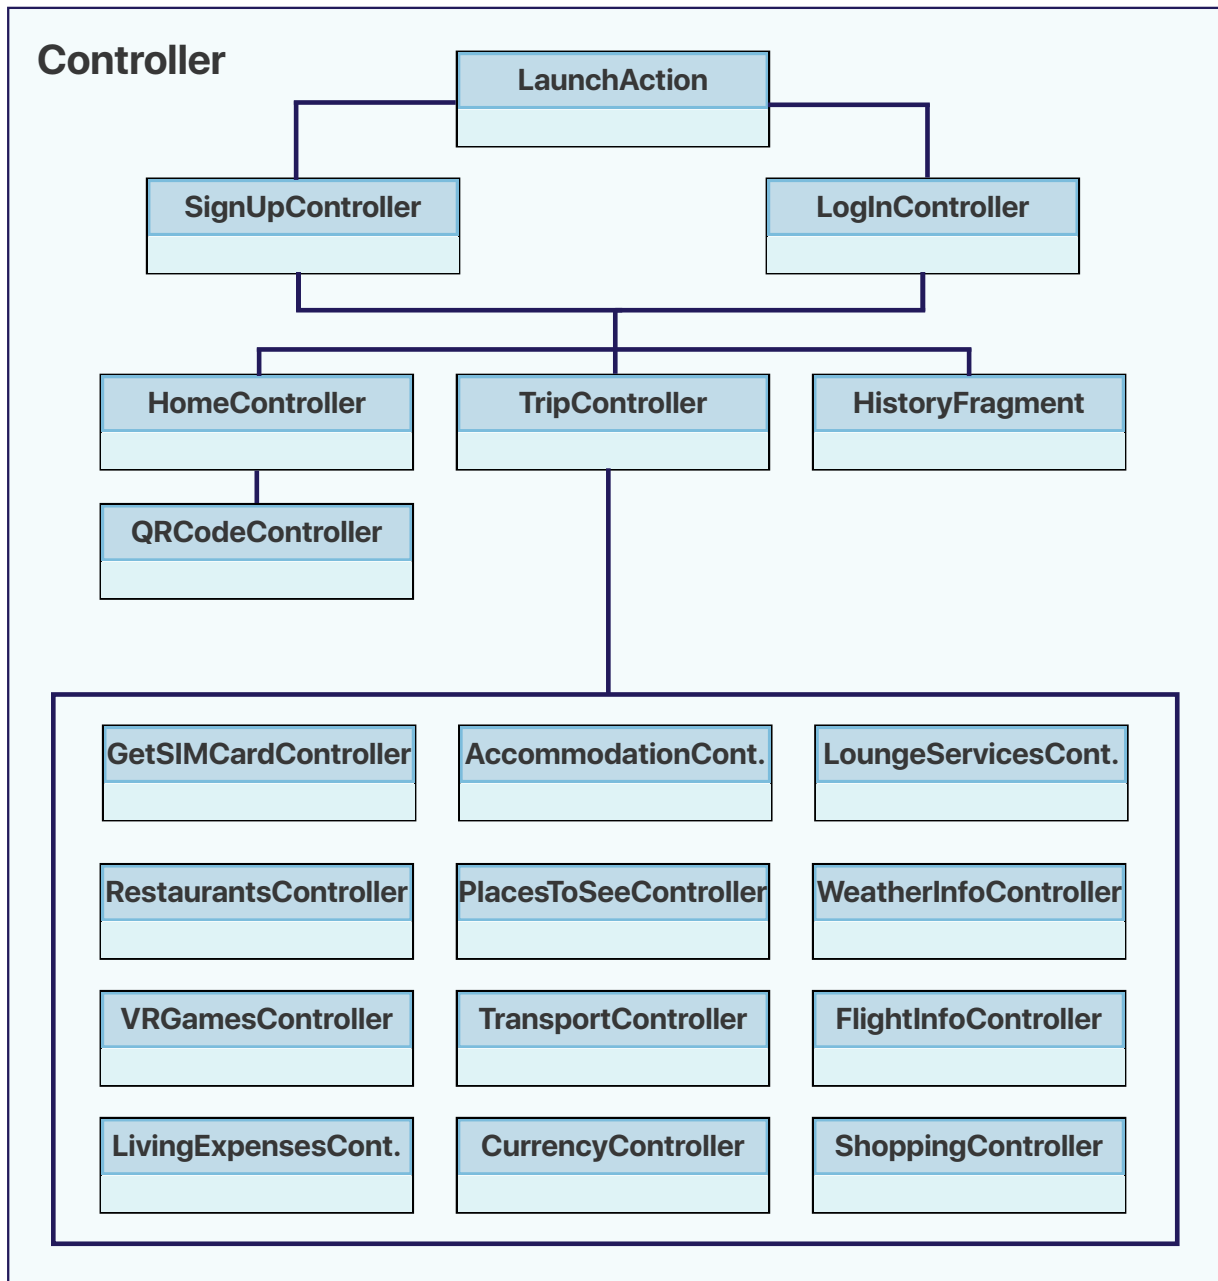 Controller
LaunchAction
SignUpController
LogInController
HomeController
TripController
HistoryFragment
QRCodeController
GetSIMCardController
AccommodationCont.
LoungeServicesCont.
RestaurantsController
PlacesToSeeController
WeatherInfoController
VRGamesController
TransportController
FlightInfoController
LivingExpensesCont.
CurrencyController
ShoppingController